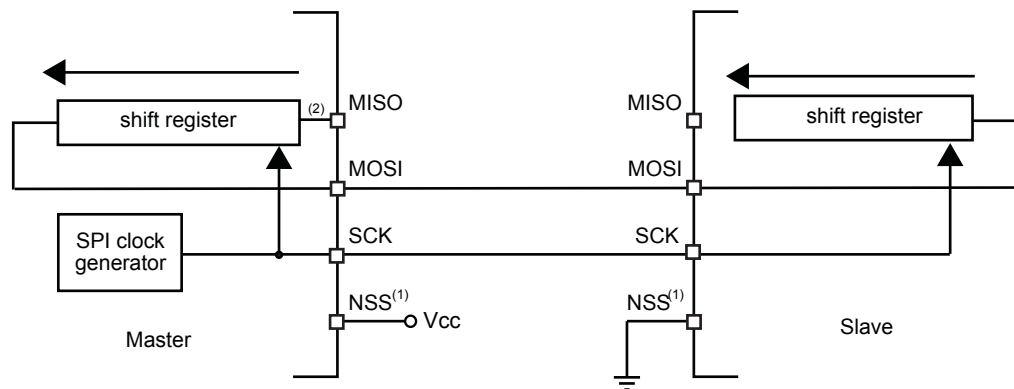 MISO
MISO
shift register
(2)
shift register
MOSI
MOSI
SPI clock
generator
SCK
SCK
NSS(1)
Vcc
NSS(1)
Master
Slave